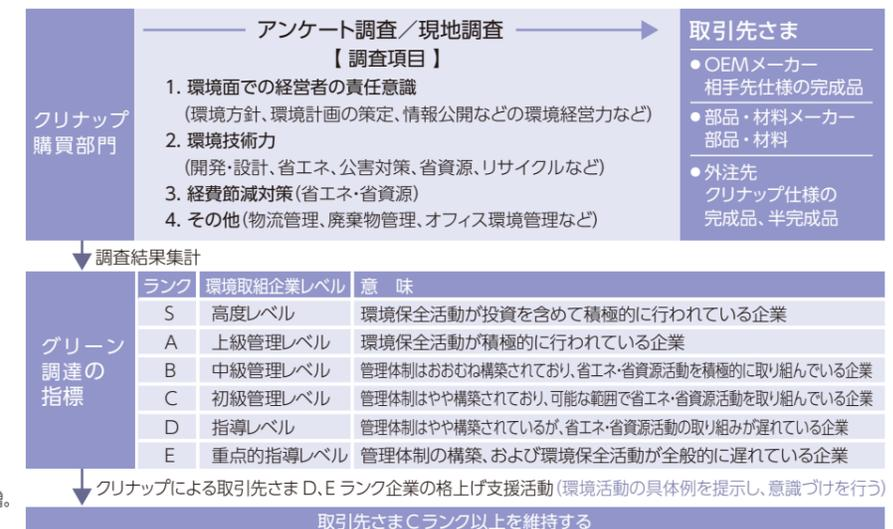 クリナップ
購買部門
アンケート調査／現地調査
【 調査項目 】
1. 環境面での経営者の責任意識
（環境方針、環境計画の策定、情報公開などの環境経営力など）
2. 環境技術力
（開発・設計、省エネ、公害対策、省資源、リサイクルなど）
3. 経費節減対策（省エネ・省資源）
4. その他（物流管理、廃棄物管理、オフィス環境管理など）
取引先さま
●OEMメーカー
相手先仕様の完成品
●部品・材料メーカー
部品・材料
●外注先
クリナップ仕様の
完成品、半完成品
調査結果集計
グリーン
調達の
指標
ランク 環境取組企業レベル 意 味
S 高度レベル 環境保全活動が投資を含めて積極的に行われている企業
A 上級管理レベル 環境保全活動が積極的に行われている企業
B 中級管理レベル 管理体制はおおむね構築されており、省エネ・省資源活動を積極的に取り組んでいる企業
C 初級管理レベル 管理体制はやや構築されており、可能な範囲で省エネ・省資源活動を取り組んでいる企業
D 指導レベル 管理体制はやや構築されているが、省エネ・省資源活動の取り組みが遅れている企業
E 重点的指導レベル 管理体制の構築、および環境保全活動が全般的に遅れている企業
クリナップによる取引先さま D、E ランク企業の格上げ支援活動（環境活動の具体例を提示し、意識づけを行う）
取引先さま C ランク以上を維持する